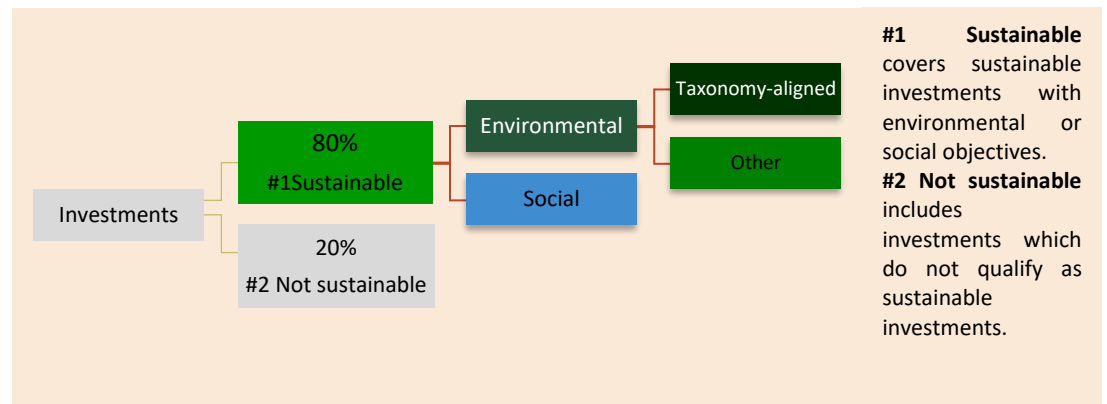 Investments
80%
#1Sustainable
20%
#2 Not sustainable
Environmental
Social
Taxonomy-aligned
Other
#1 Sustainable
covers sustainable
investments with
environmental or
social objectives.
#2 Not sustainable
includes
investments which
do not qualify as
sustainable
investments.